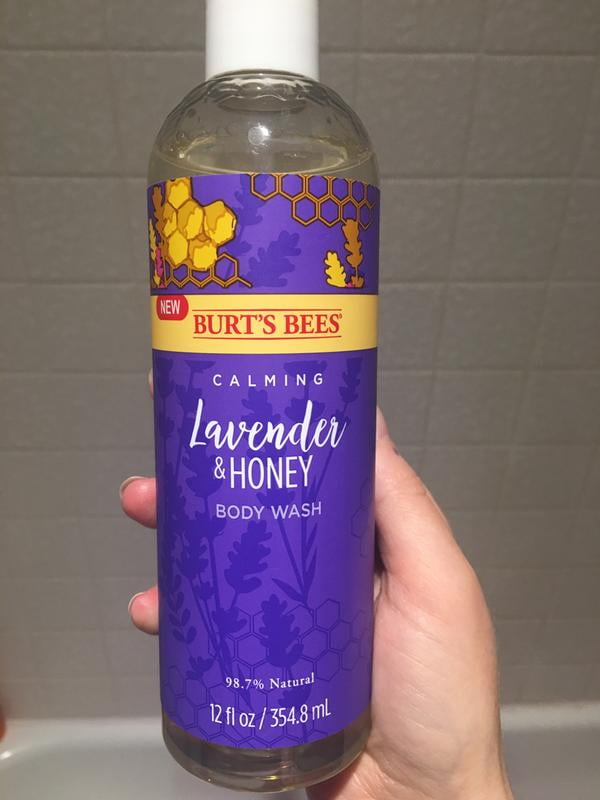 NEW
BURT'S BEES®
CALMING
Lavender
& HONEY
BODY WASH
98.7% Natural
12 fl oz / 354.8 mL